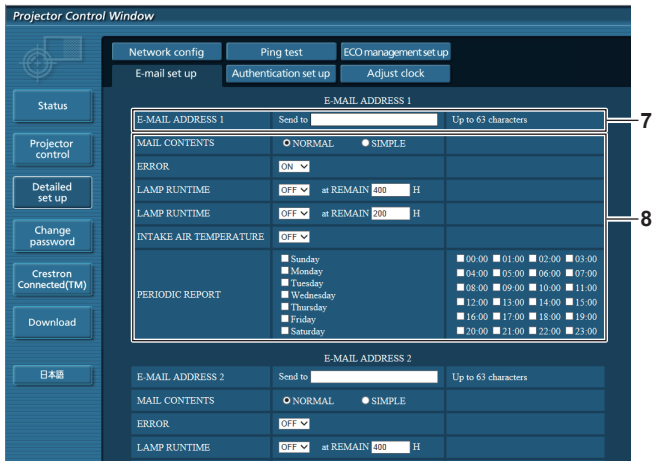 Projector Control Window
Network config Ping test ECO management set up
E-mail set up Authentication set up Adjust clock
Status
Projector
control
Detailed
set up
Change
password
Crestron
Connected(TM)
Download
日本語
E-MAIL ADDRESS 1
E-MAIL ADDRESS 1 Send to Up to 63 characters
7
MAIL CONTENTS NORMAL SIMPLE
ERROR ON
LAMP RUNTIME OFF at REMAIN 400 H
LAMP RUNTIME OFF at REMAIN 200 H
8
INTAKE AIR TEMPERATURE OFF
PERIODIC REPORT
Sunday
Monday
Tuesday
Wednesday
Thursday
Friday
Saturday
00:00 01:00 02:00 03:00
04:00 05:00 06:00 07:00
08:00 09:00 10:00 11:00
12:00 13:00 14:00 15:00
16:00 17:00 18:00 19:00
20:00 21:00 22:00 23:00
E-MAIL ADDRESS 2
E-MAIL ADDRESS 2 Send to Up to 63 characters
MAIL CONTENTS NORMAL SIMPLE
ERROR OFF
LAMP RUNTIME OFF at REMAIN 400 H